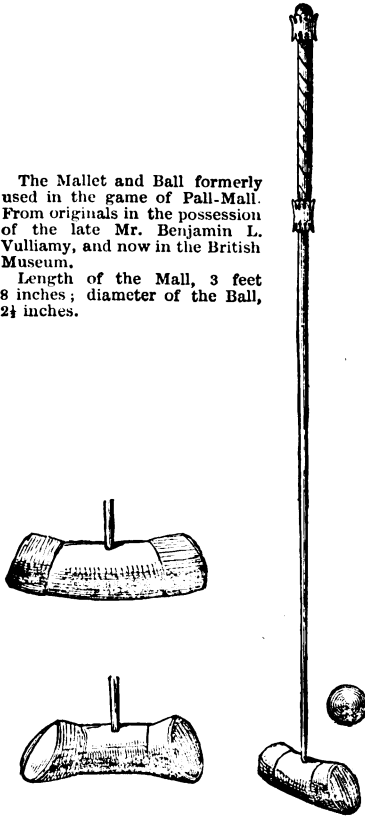 The Mallet and Ball formerly
used in the game of Pall-Mall.
From originals in the possession
of the late Mr. Benjamin L.
Vulliamy, and now in the British
Museum.
Length of the Mall, 3 feet
8 inches; diameter of the Ball,
2½ inches.